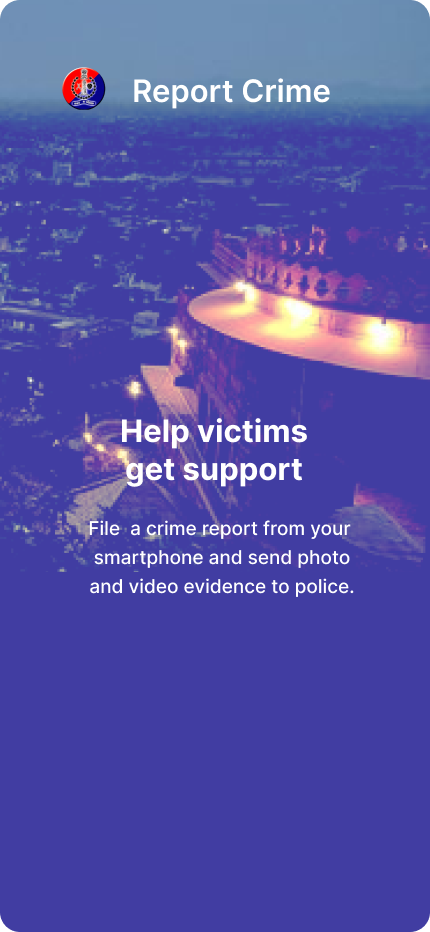 Report Crime
Help victims
get support
File a crime report from your
smartphone and send photo
and video evidence to police.